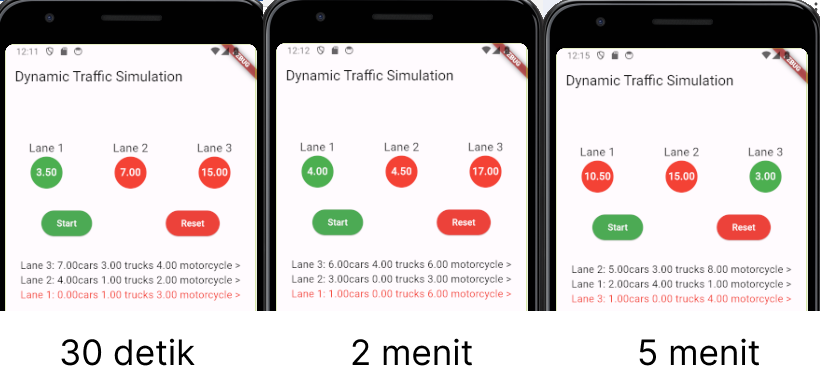 12:11
DEBUG
Dynamic Traffic Simulation
Lane 1 Lane 2 Lane 3
3.50 7.00 15.00
Start Reset
Lane 3: 7.00cars 3.00 trucks 4.00 motorcycle >
Lane 2: 4.00cars 1.00 trucks 2.00 motorcycle >
Lane 1: 0.00cars 1.00 trucks 3.00 motorcycle >
30 detik
12:12
DEBUG
Dynamic Traffic Simulation
Lane 1 Lane 2 Lane 3
4.00 4.50 17.00
Start Reset
Lane 3: 6.00cars 4.00 trucks 6.00 motorcycle >
Lane 2: 3.00cars 0.00 trucks 3.00 motorcycle >
Lane 1: 1.00cars 0.00 trucks 6.00 motorcycle >
2 menit
12:15
DEBUG
Dynamic Traffic Simulation
Lane 1 Lane 2 Lane 3
10.50 15.00 3.00
Start Reset
Lane 2: 5.00cars 3.00 trucks 8.00 motorcycle >
Lane 1: 2.00cars 4.00 trucks 1.00 motorcycle >
Lane 3: 1.00cars 0.00 trucks 4.00 motorcycle >
5 menit